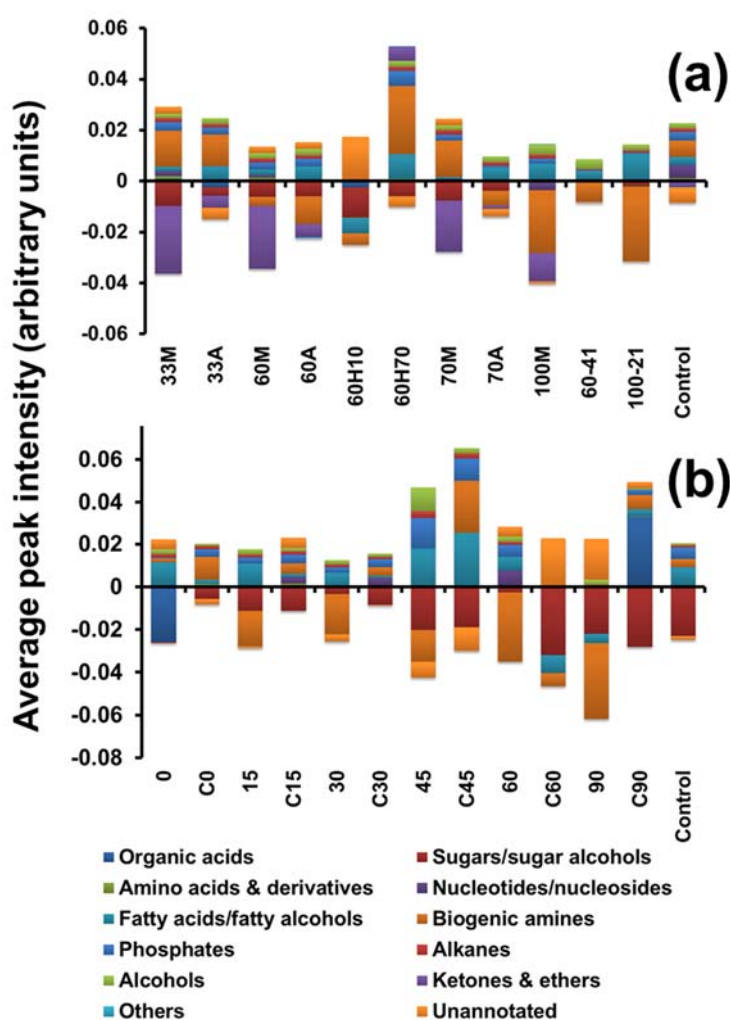 Average peak intensity (arbitrary units)
(a)
0.06
0.04
0.02
0
-0.02
-0.04
-0.06
33M 33A 60M 60A 60H10 60H70 70M 70A 100M 60-41 100-21 Control
(b)
0.06
0.04
0.02
0
-0.02
-0.04
-0.06
-0.08
0 C0 15 C15 30 C30 45 C45 60 C60 90 C90 Control
Organic acids Sugars/sugar alcohols
Amino acids & derivatives Nucleotides/nucleosides
Fatty acids/fatty alcohols Biogenic amines
Phosphates Alkanes
Alcohols Ketones & ethers
Others Unannotated